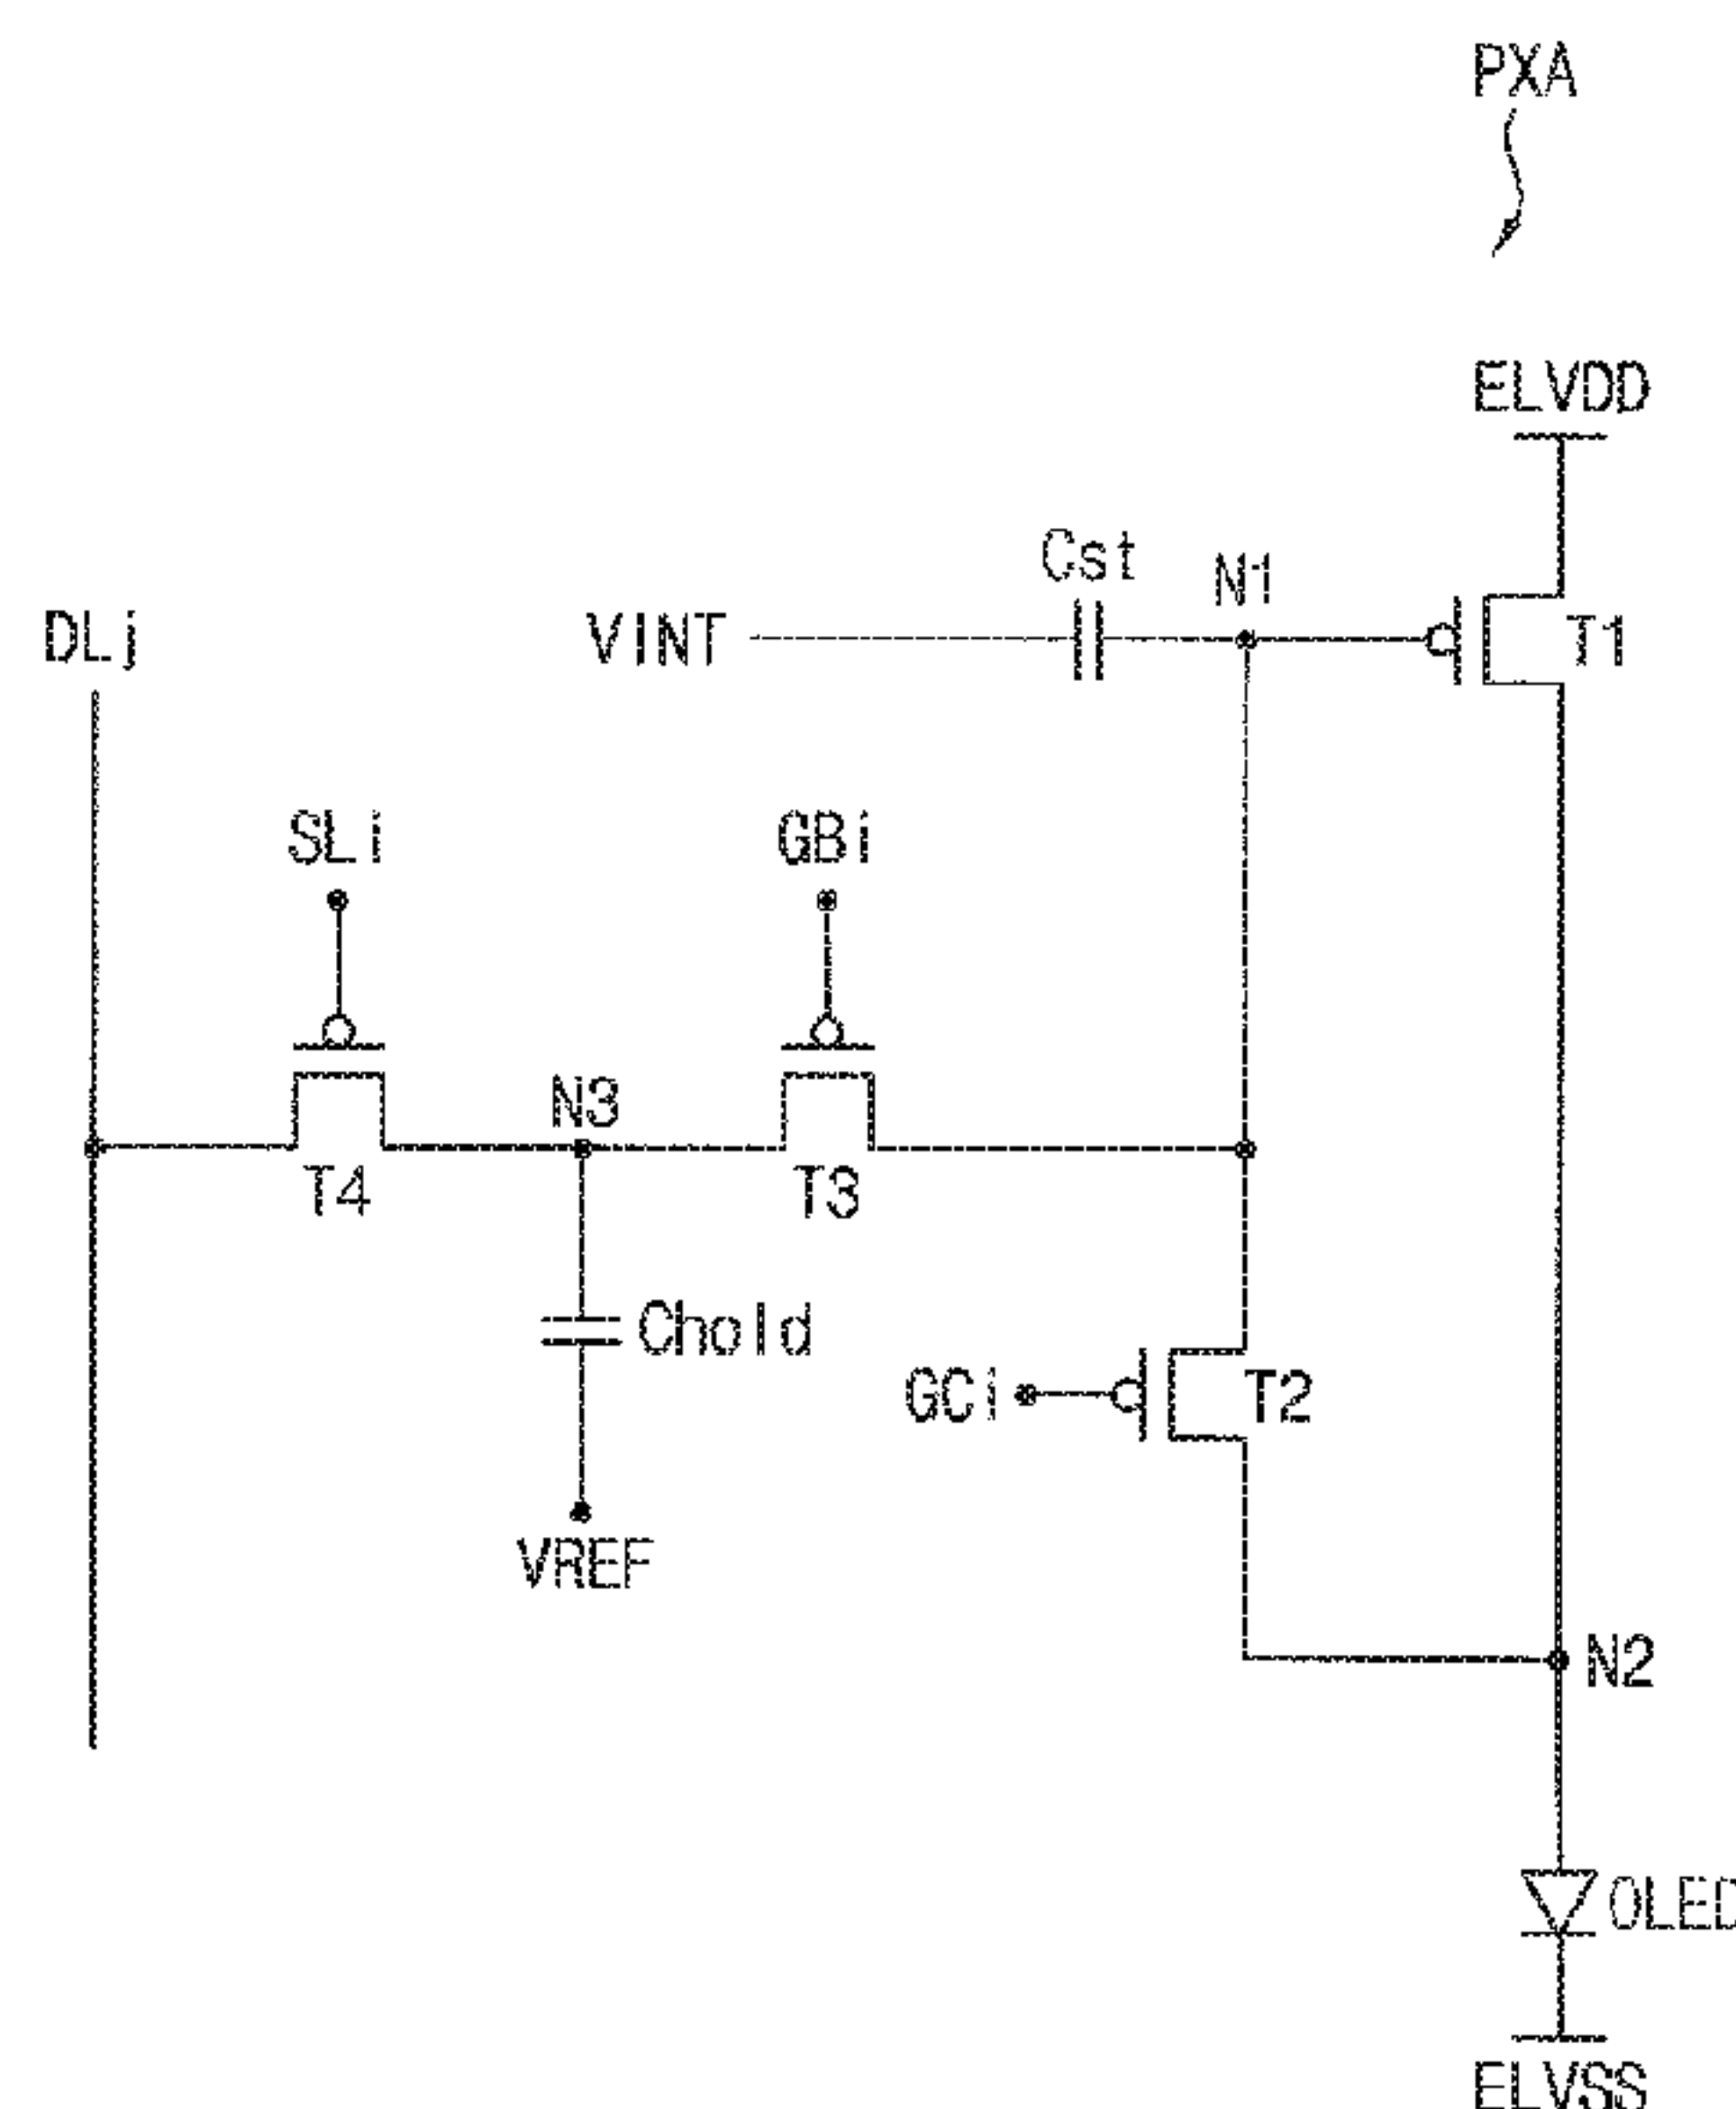 PXA
ELVDD
Cst
N1
DLj
VINT
T1
SLi
GBi
N3
T4
T3
Chold
GCi
T2
VREF
N2
OLED
ELVSS